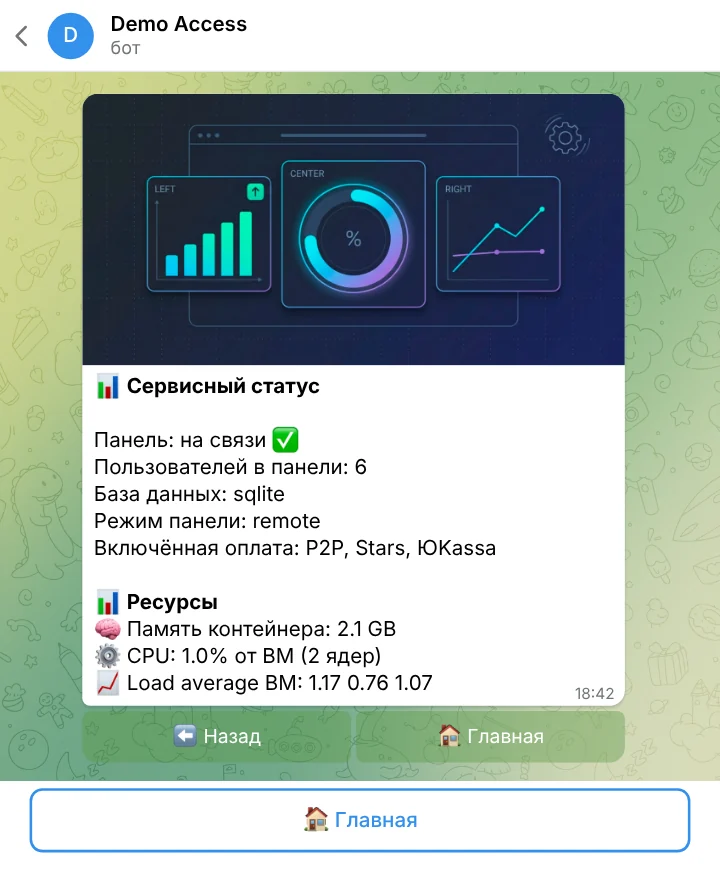 D
Demo Access
бот
LEFT
CENTER
RIGHT
%
📊 Сервисный статус
Панель: на связи ✅
Пользователей в панели: 6
База данных: sqlite
Режим панели: remote
Включённая оплата: P2P, Stars, ЮKassa
📊 Ресурсы
🧠 Память контейнера: 2.1 GB
⚙️ CPU: 1.0% от ВМ (2 ядер)
📈 Load average ВМ: 1.17 0.76 1.07
18:42
⬅️ Назад
🏠 Главная
🏠 Главная